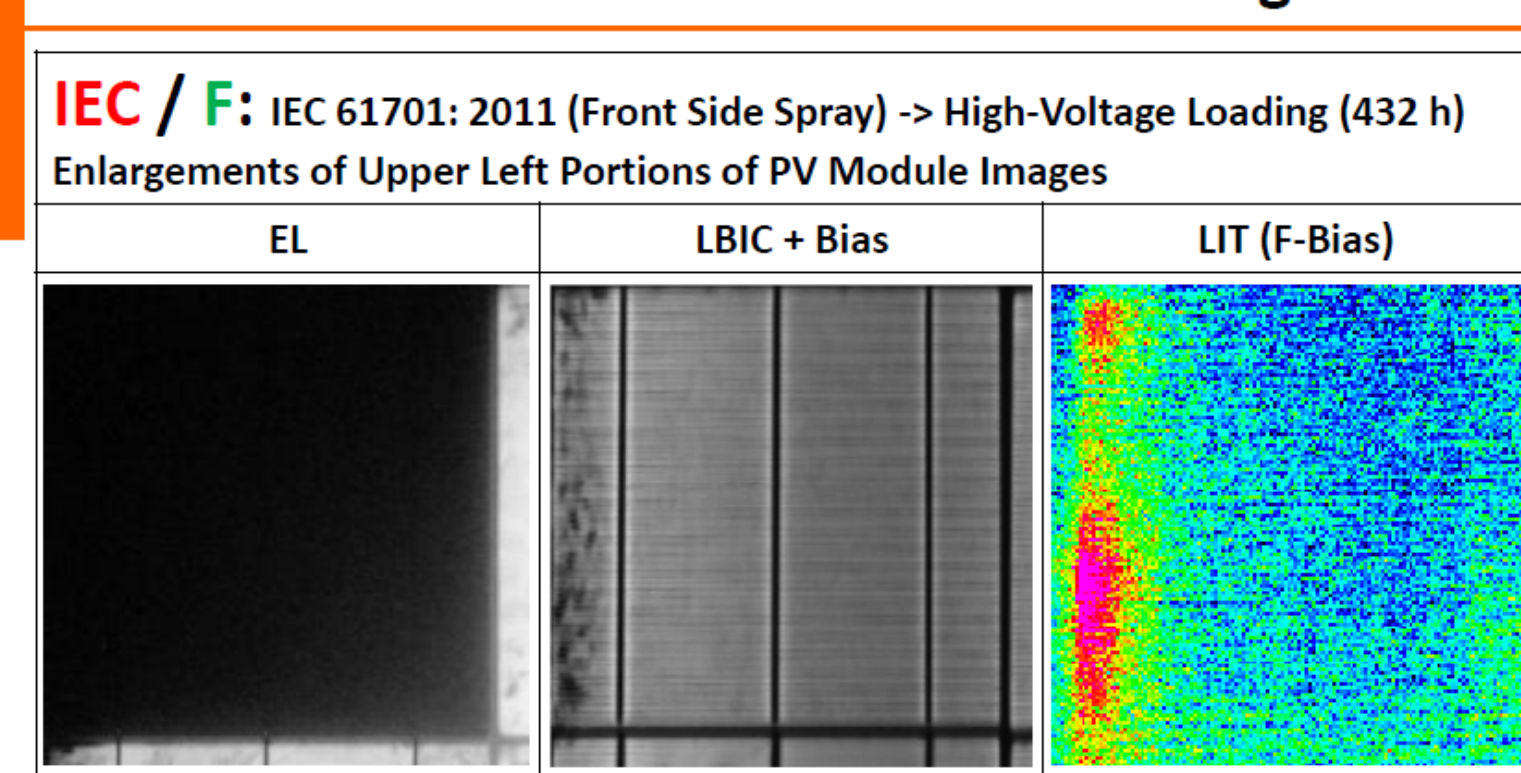 IEC / F: IEC 61701: 2011 (Front Side Spray) -> High-Voltage Loading (432 h)
Enlargements of Upper Left Portions of PV Module Images
EL
LBIC + Bias
LIT (F-Bias)